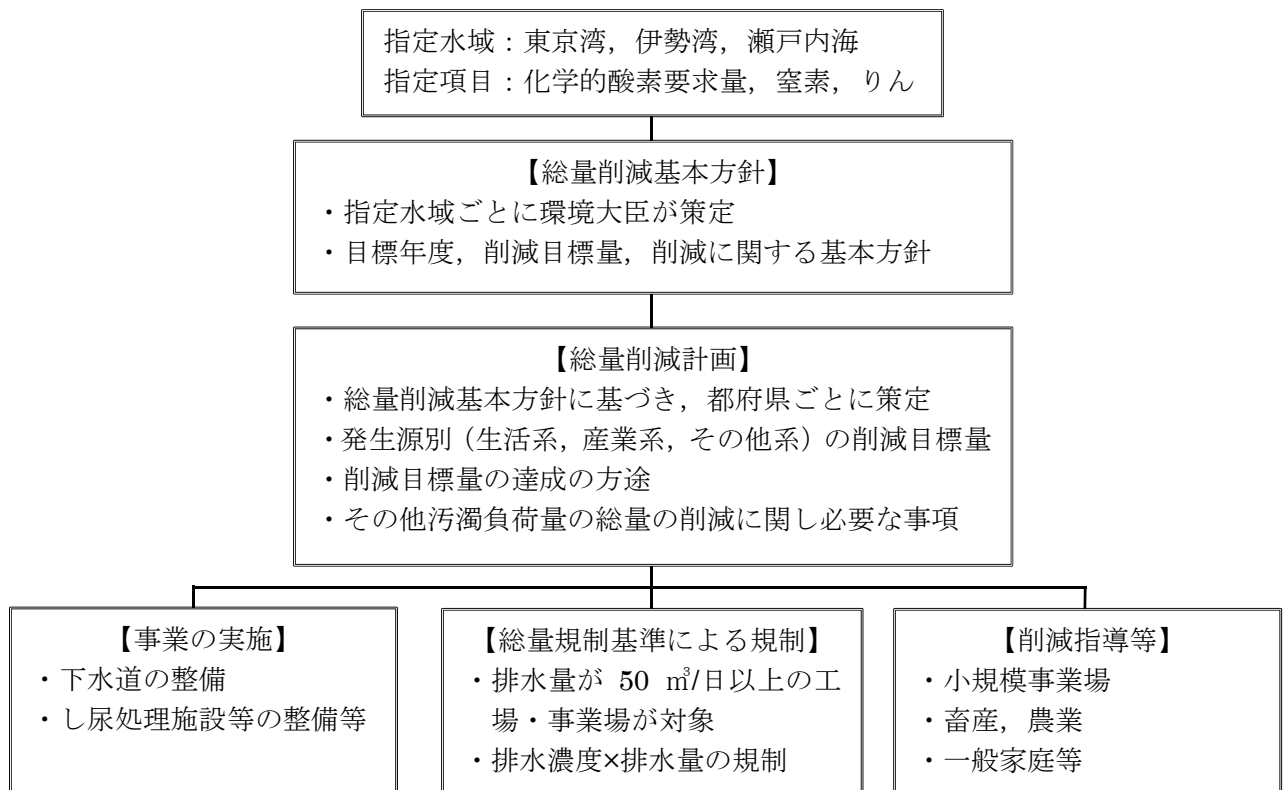 指定水域：東京湾，伊勢湾，瀬戸内海
指定項目：化学的酸素要求量，窒素，りん
【総量削減基本方針】
・指定水域ごとに環境大臣が策定
・目標年度，削減目標量，削減に関する基本方針
【総量削減計画】
・総量削減基本方針に基づき，都府県ごとに策定
・発生源別（生活系，産業系，その他系）の削減目標量
・削減目標量の達成の方途
・その他汚濁負荷量の総量の削減に関し必要な事項
【事業の実施】
・下水道の整備
・し尿処理施設等の整備等
【総量規制基準による規制】
・排水量が 50 ㎥/日以上の工
場・事業場が対象
・排水濃度×排水量の規制
【削減指導等】
・小規模事業場
・畜産，農業
・一般家庭等